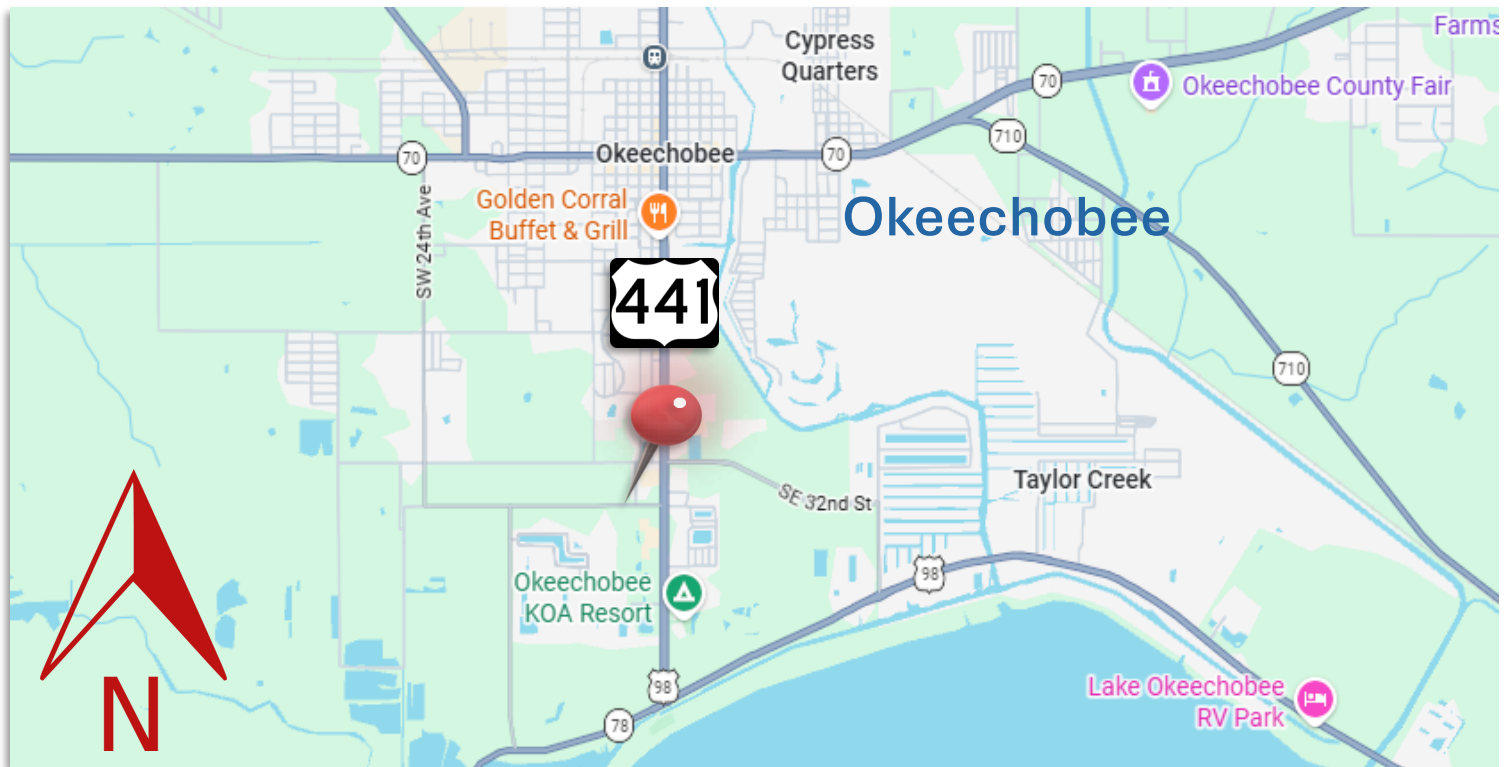 Farms
Cypress
Quarters
70
Okeechobee County Fair
710
70
Okeechobee
70
SW 24th Ave
Golden Corral
Buffet & Grill
Okeechobee
441
710
Taylor Creek
SE 32nd St
98
Okeechobee
KOA Resort
98
Lake Okeechobee
RV Park
78
N